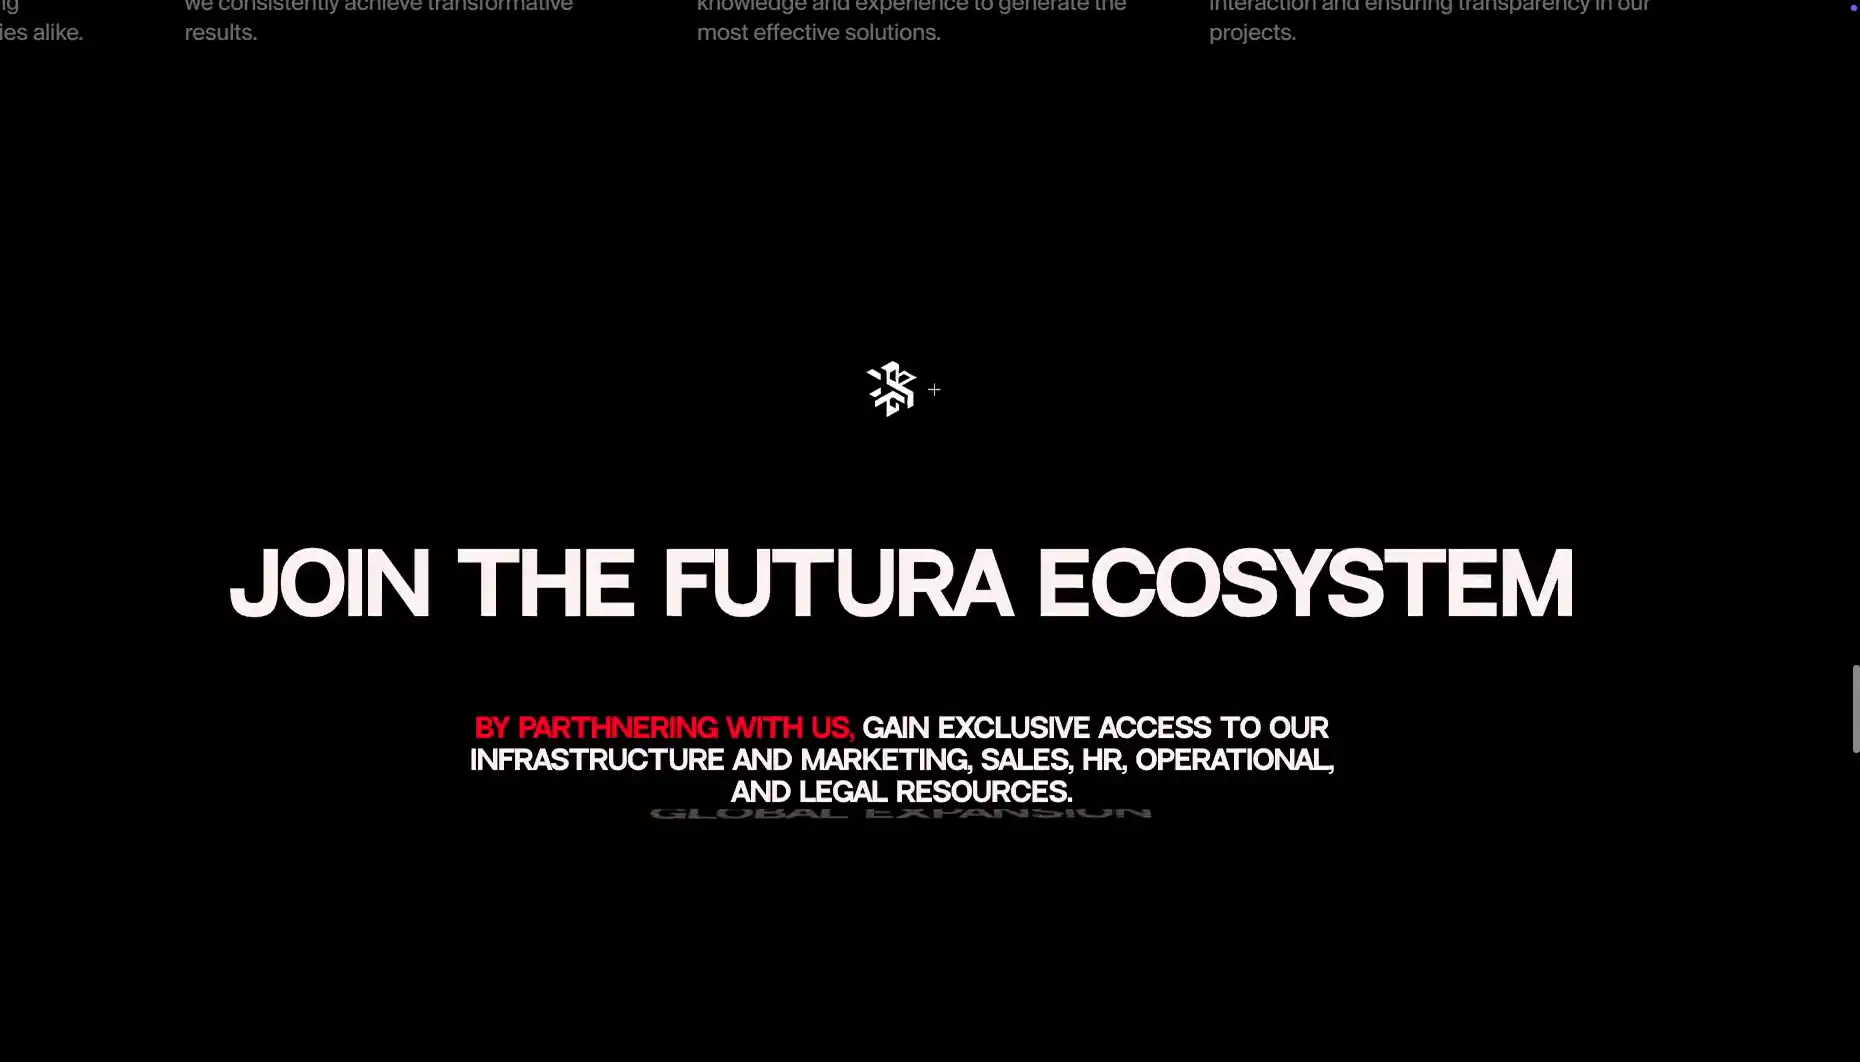 ng
ies alike.
we consistently achieve transformative
results.
knowledge and experience to generate the
most effective solutions.
interaction and ensuring transparency in our
projects.
+
JOIN THE FUTURA ECOSYSTEM
BY PARTHNERING WITH US, GAIN EXCLUSIVE ACCESS TO OUR
INFRASTRUCTURE AND MARKETING, SALES, HR, OPERATIONAL,
AND LEGAL RESOURCES.
GLOBAL EXPANSION